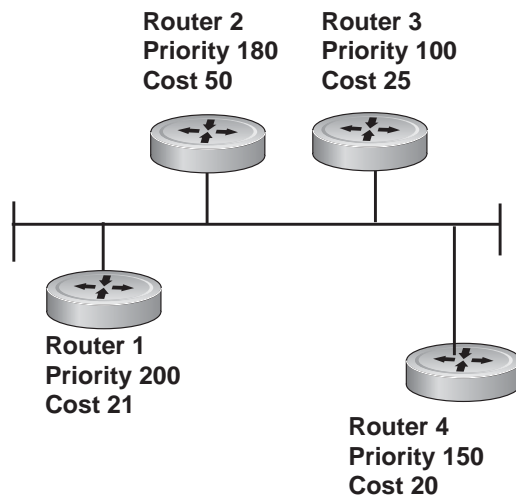 Router 2
Priority 180
Cost 50
Router 3
Priority 100
Cost 25
Router 1
Priority 200
Cost 21
Router 4
Priority 150
Cost 20